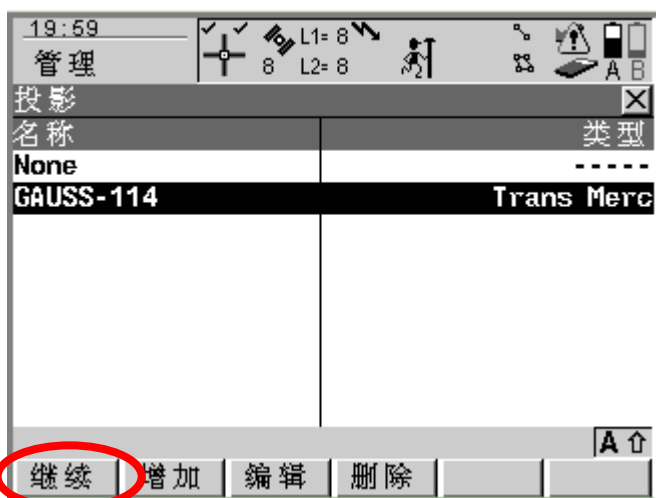 19:59
管理
L1= 8
8 L2= 8
A B
投影
名称 类型
None -----
GAUSS-114 Trans Merc
A
继续 增加 编辑 删除